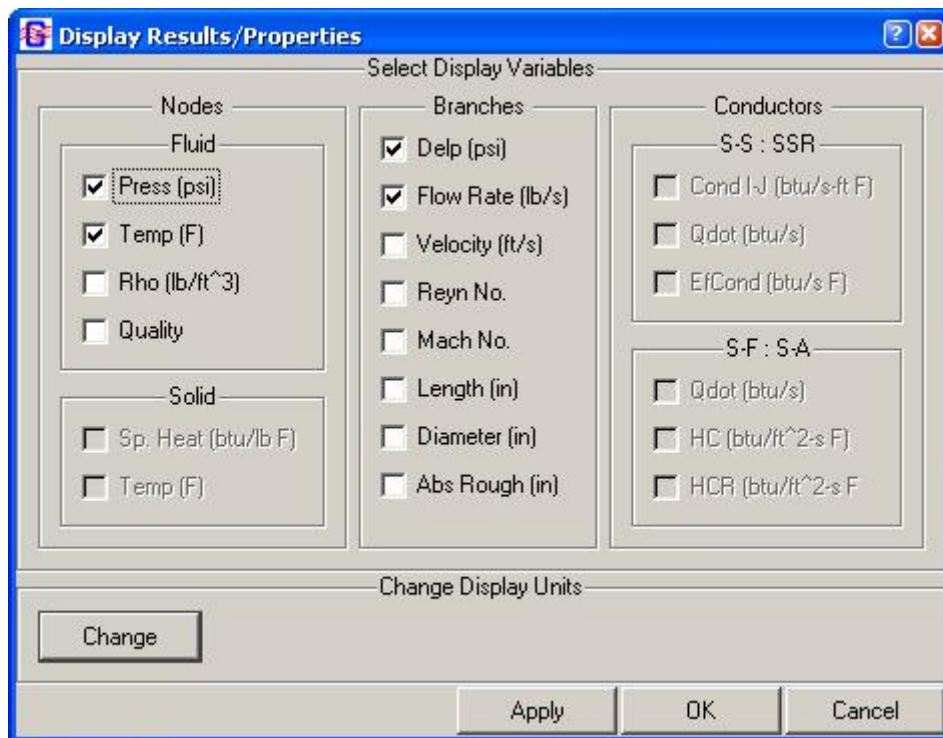 Display Results/Properties
Select Display Variables
Nodes
Fluid
Press (psi)
Temp (F)
Rho (lb/ft^3)
Quality
Solid
Sp. Heat (btu/lb F)
Temp (F)
Branches
Delp (psi)
Flow Rate (lb/s)
Velocity (ft/s)
Reyn No.
Mach No.
Length (in)
Diameter (in)
Abs Rough (in)
Conductors
S-S : SSR
Cond I-J (btu/s-ft F)
Qdot (btu/s)
EfCond (btu/s F)
S-F : S-A
Qdot (btu/s)
HC (btu/ft^2-s F)
HCR (btu/ft^2-s F
Change Display Units
Change
Apply
OK
Cancel